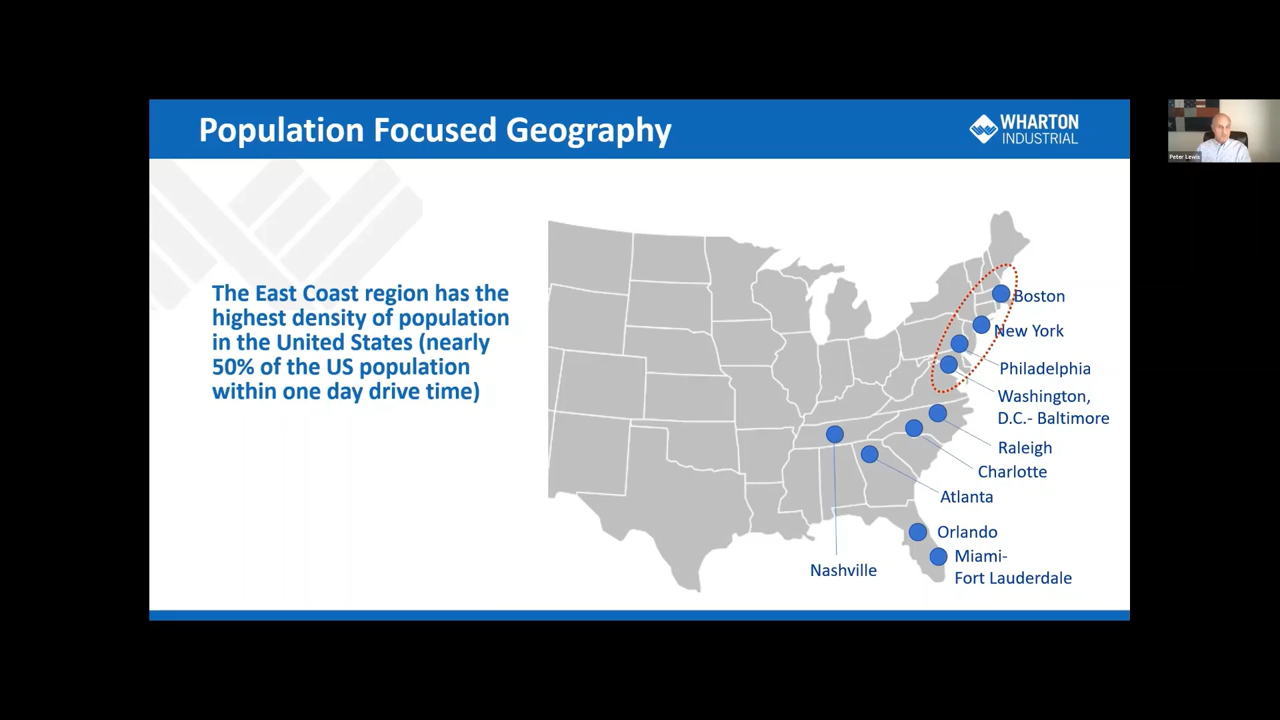 Population Focused Geography
WHARTON
INDUSTRIAL
Peter Lewis
The East Coast region has the
highest density of population
in the United States (nearly
50% of the US population
within one day drive time)
Boston
New York
Philadelphia
Washington,
D.C.- Baltimore
Raleigh
Charlotte
Atlanta
Orlando
Miami-
Fort Lauderdale
Nashville